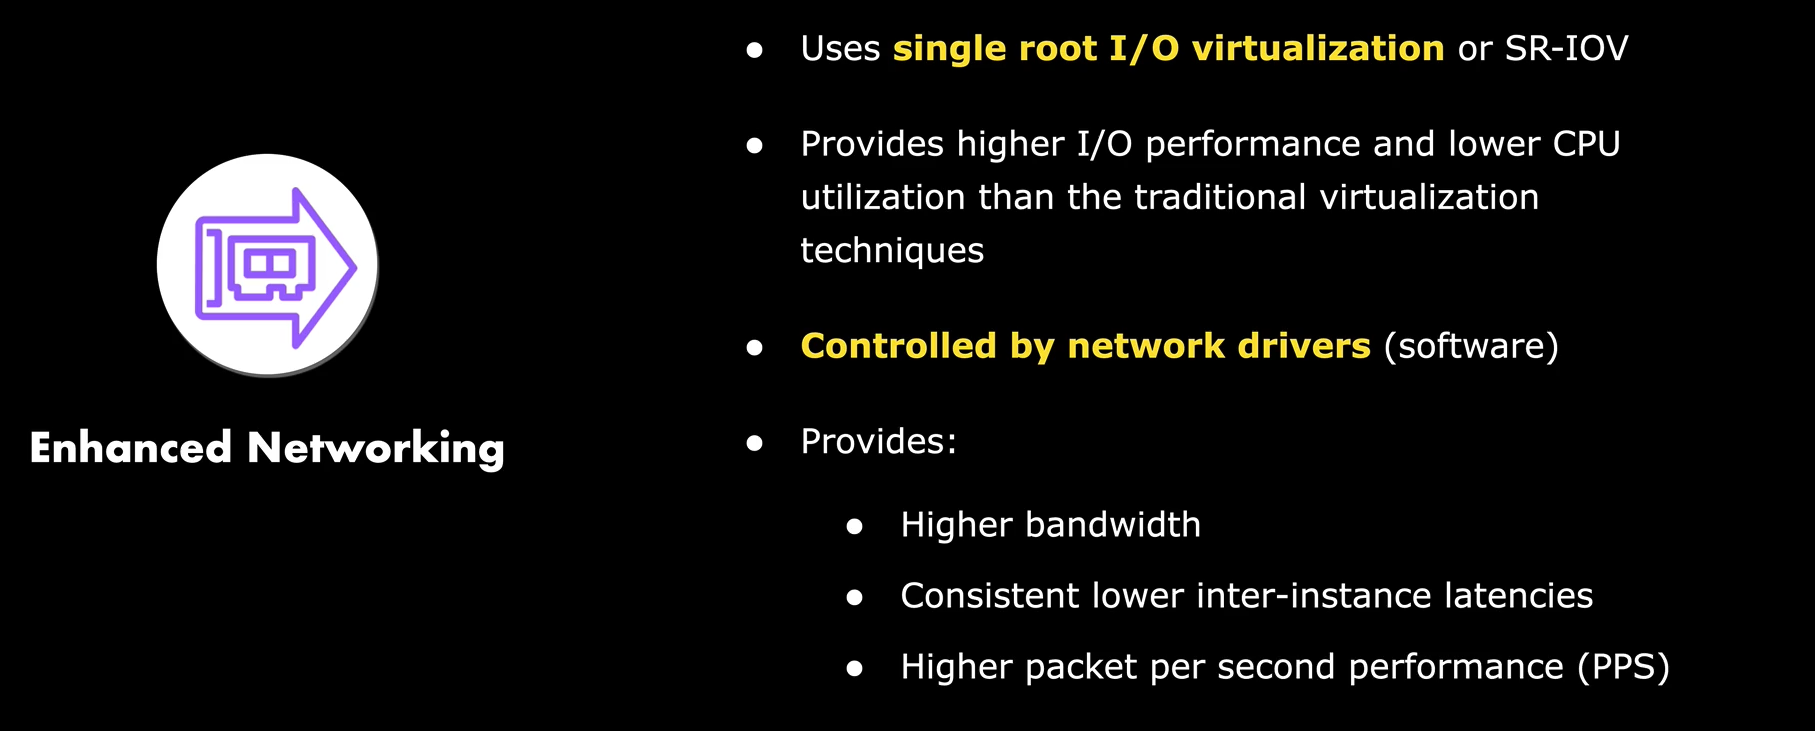 Enhanced Networking
● Uses single root I/O virtualization or SR-IOV
● Provides higher I/O performance and lower CPU
utilization than the traditional virtualization
techniques
● Controlled by network drivers (software)
● Provides:
● Higher bandwidth
● Consistent lower inter-instance latencies
● Higher packet per second performance (PPS)